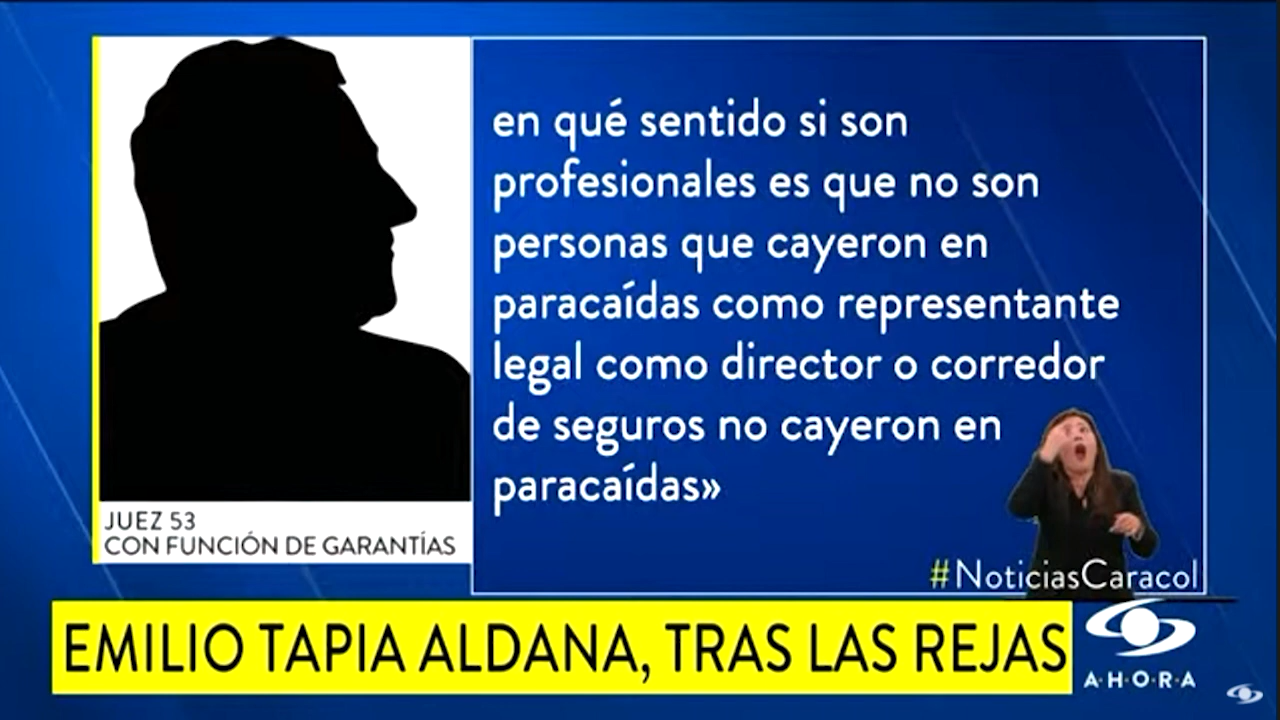 en qué sentido si son
profesionales es que no son
personas que cayeron en
paracaídas como representante
legal como director o corredor
de seguros no cayeron en
paracaídas»
JUEZ 53
CON FUNCIÓN DE GARANTÍAS
#NoticiasCaracol
EMILIO TAPIA ALDANA, TRAS LAS REJAS
A·H·O·R·A